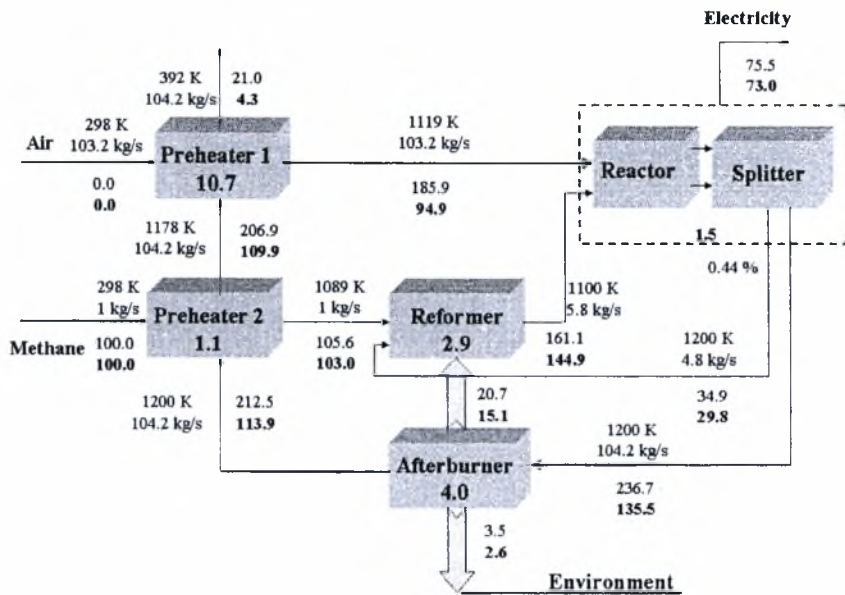 Electricity
75.5
73.0
392 K
21.0
104.2 kg/s
4.3
298 K
1119 K
Air
103.2 kg/s
Preheater 1
10.7
103.2 kg/s
Reactor
Splitter
0.0
0.0
185.9
94.9
1178 K
206.9
104.2 kg/s
109.9
1.5
0.44 %
298 K
1 kg/s
Preheater 2
1.1
1089 K
1 kg/s
Reformer
2.9
1100 K
5.8 kg/s
Methane
100.0
100.0
105.6
103.0
161.1
144.9
1200 K
4.8 kg/s
1200 K
212.5
104.2 kg/s
113.9
20.7
15.1
34.9
29.8
1200 K
104.2 kg/s
Afterburner
4.0
236.7
135.5
3.5
2.6
Environment